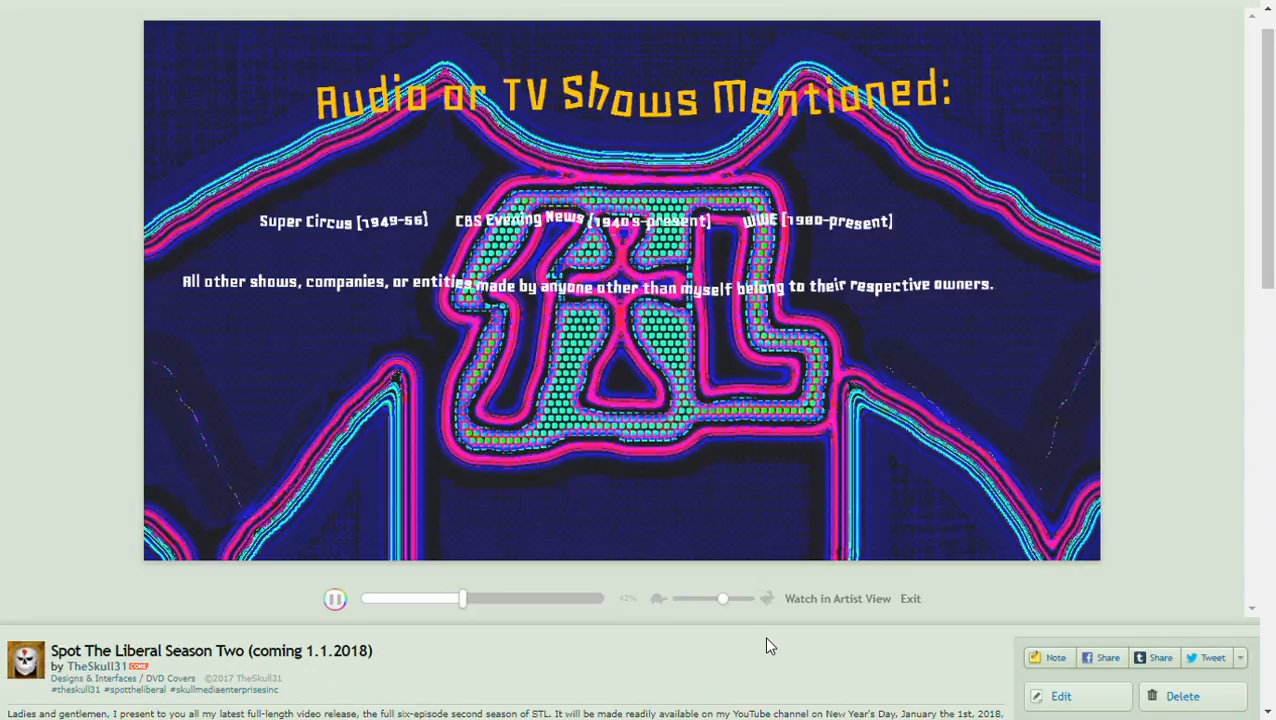 Audio or TV Shows Mentioned:
Super Circus [1949-56] CBS Evening News [1940's-present] WWE [1980-present]
All other shows, companies, or entities made by anyone other than myself belong to their respective owners.
42% Watch in Artist View Exit
Spot The Liberal Season Two (coming 1.1.2018)
by TheSkull31 CORE
Designs & Interfaces / DVD Covers ©2017 TheSkull31
#theskull31 #spottheliberal #skullmediaenterprisesinc
Note Share Share Tweet
Edit Delete
Ladies and gentlemen, I present to you all my latest full-length video release, the full six-episode second season of STL. It will be made readily available on my YouTube channel on New Year's Day, January the 1st, 2018,